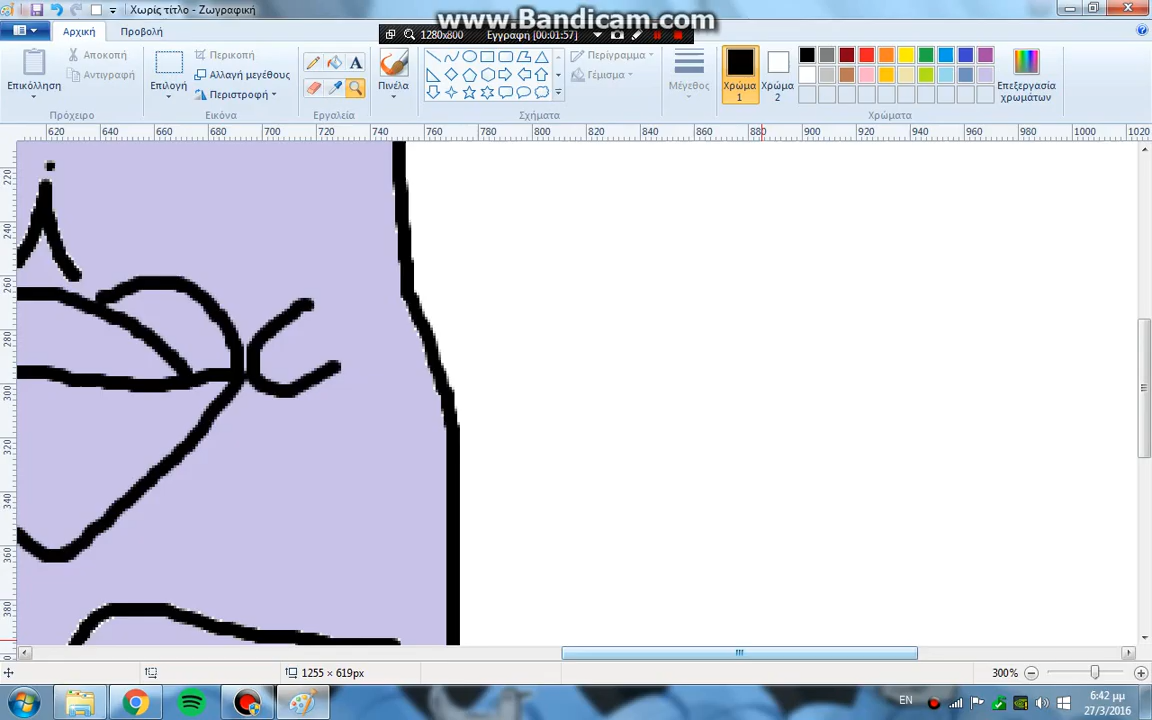 Χωρίς τίτλο - Ζωγραφική
www.Bandicam.com
1280x800
Εγγραφη [00:01:57]
Αρχική
Προβολή
Επικόλληση
Αποκοπή
Αντιγραφή
Πρόχειρο
Επιλογή
Περικοπή
Αλλαγή μεγέθους
Περιστροφή
Εικόνα
A
Εργαλεία
Πινέλα
Περίγραμμα
Γέμισμα
Σχήματα
Μέγεθος
Χρώμα 1
Χρώμα 2
Επεξεργασία χρωμάτων
Χρώματα
620 640 660 680 700 720 740 760 780 800 820 840 860 880 900 920 940 960 980 1000 1020
220
240
260
280
300
320
340
360
380
1255 × 619px
300%
EN
6:42 μμ
27/3/2016